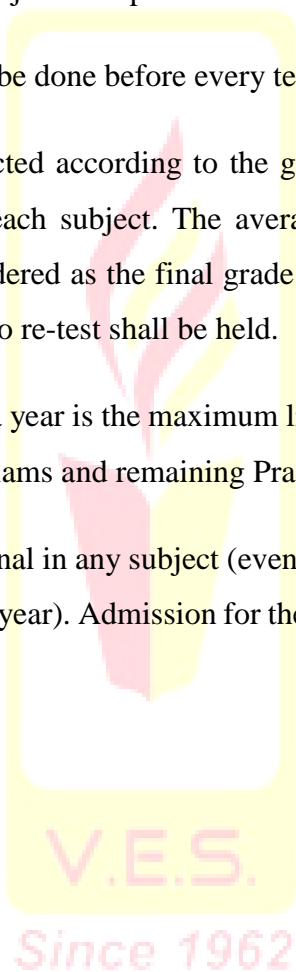 be done before every te
cted according to the g
each subject. The avera
dered as the final grade
o re-test shall be held.
year is the maximum li
ams and remaining Pra
nal in any subject (even
year). Admission for the
V.E.S.
Since 1962